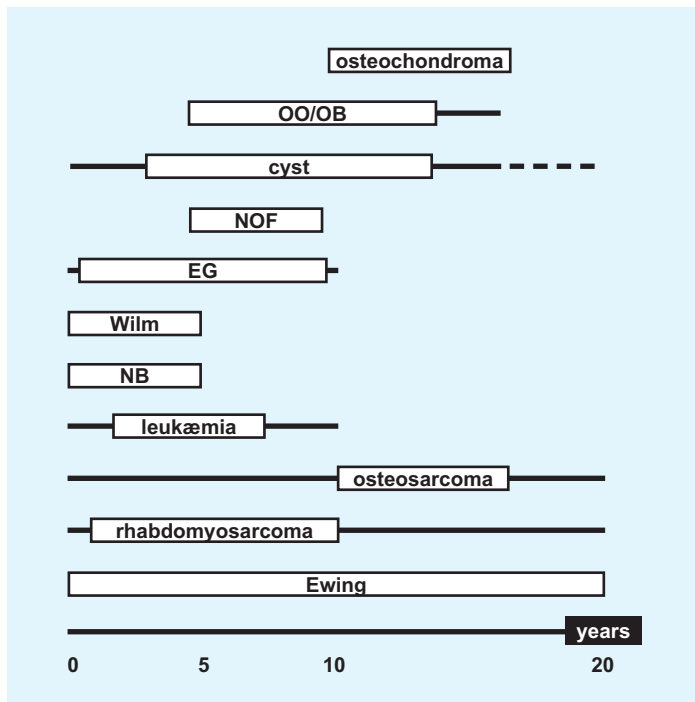 osteochondroma
OO/OB
cyst
NOF
EG
Wilm
NB
leukæmia
osteosarcoma
rhabdomyosarcoma
Ewing
years
0 5 10 20